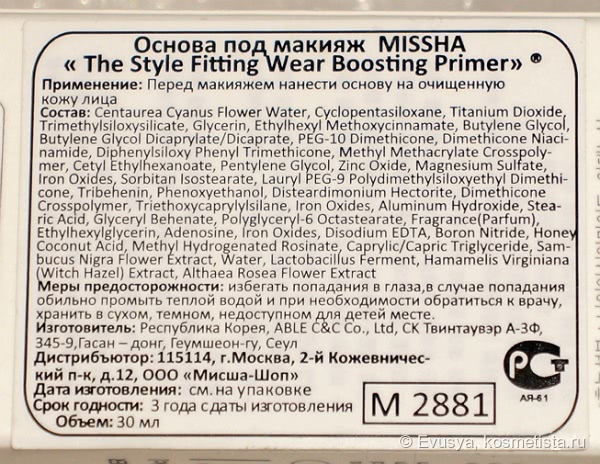 Основа под макияж MISSHA
« The Style Fitting Wear Boosting Primer» ®
Применение: Перед макияжем нанести основу на очищенную
кожу лица
Состав: Centaurea Cyanus Flower Water, Cyclopentasiloxane, Titanium Dioxide,
Trimethylsiloxysilicate, Glycerin, Ethylhexyl Methoxycinnamate, Butylene Glycol,
Butylene Glycol Dicaprylate/Dicaprate, PEG-10 Dimethicone, Dimethicone Niaci-
namide, Diphenylsiloxy Phenyl Trimethicone, Methyl Methacrylate Crosspoly-
mer, Cetyl Ethylhexanoate, Pentylene Glycol, Zinc Oxide, Magnesium Sulfate,
Iron Oxides, Sorbitan Isostearate, Lauryl PEG-9 Polydimethylsiloxyethyl Dimethi-
cone, Tribehenin, Phenoxyethanol, Disteardimonium Hectorite, Dimethicone
Crosspolymer, Triethoxycaprylylsilane, Iron Oxides, Aluminum Hydroxide, Stea-
ric Acid, Glyceryl Behenate, Polyglyceryl-6 Octastearate, Fragrance(Parfum),
Ethylhexylglycerin, Adenosine, Iron Oxides, Disodium EDTA, Boron Nitride, Honey
Coconut Acid, Methyl Hydrogenated Rosinate, Caprylic/Capric Triglyceride, Sam-
bucus Nigra Flower Extract, Water, Lactobacillus Ferment, Hamamelis Virginiana
(Witch Hazel) Extract, Althaea Rosea Flower Extract
Меры предосторожности: избегать попадания в глаза,в случае попадания
обильно промыть теплой водой и при необходимости обратиться к врачу,
хранить в сухом, темном, недоступном для детей месте.
Изготовитель: Республика Корея, ABLE C&C Co., Ltd, СК Твинтауvэр А-3Ф,
345-9,Гасан – донг, Геумшеон-гу, Сеул
Дистрибьютор: 115114, г.Москва, 2-й Кожевничес-
кий п-к, д.12, ООО «Мисша-Шоп»
Дата изготовления: см. на упаковке
Срок годности: 3 года с даты изготовления
Объем: 30 мл
M 2881
РСТ
АЯ-61
© Evusya, kosmetista.ru